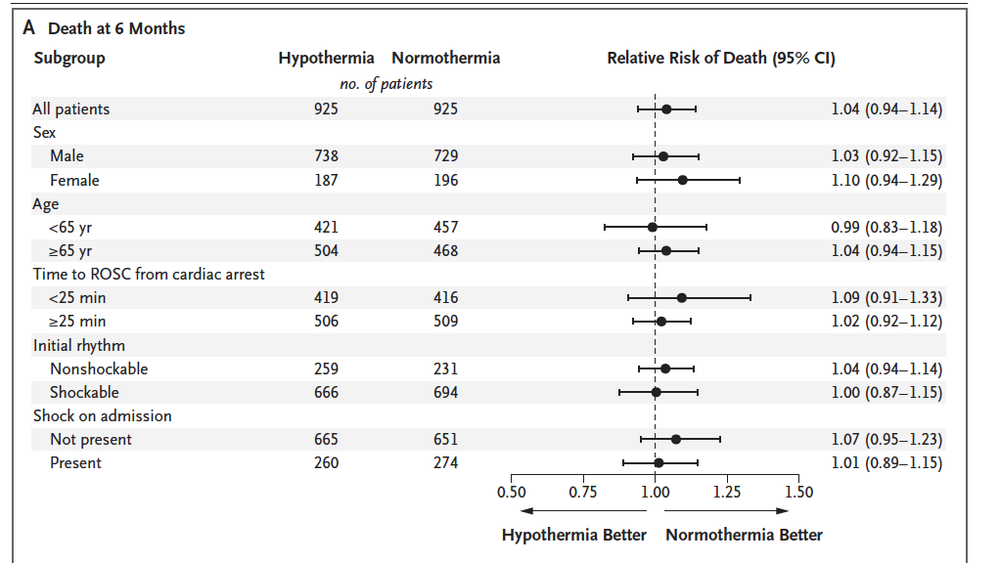 A Death at 6 Months
Subgroup Hypothermia Normothermia Relative Risk of Death (95% CI)
no. of patients
All patients 925 925 1.04 (0.94–1.14)
Sex
Male 738 729 1.03 (0.92–1.15)
Female 187 196 1.10 (0.94–1.29)
Age
<65 yr 421 457 0.99 (0.83–1.18)
≥65 yr 504 468 1.04 (0.94–1.15)
Time to ROSC from cardiac arrest
<25 min 419 416 1.09 (0.91–1.33)
≥25 min 506 509 1.02 (0.92–1.12)
Initial rhythm
Nonshockable 259 231 1.04 (0.94–1.14)
Shockable 666 694 1.00 (0.87–1.15)
Shock on admission
Not present 665 651 1.07 (0.95–1.23)
Present 260 274 1.01 (0.89–1.15)
0.50 0.75 1.00 1.25 1.50
Hypothermia Better Normothermia Better